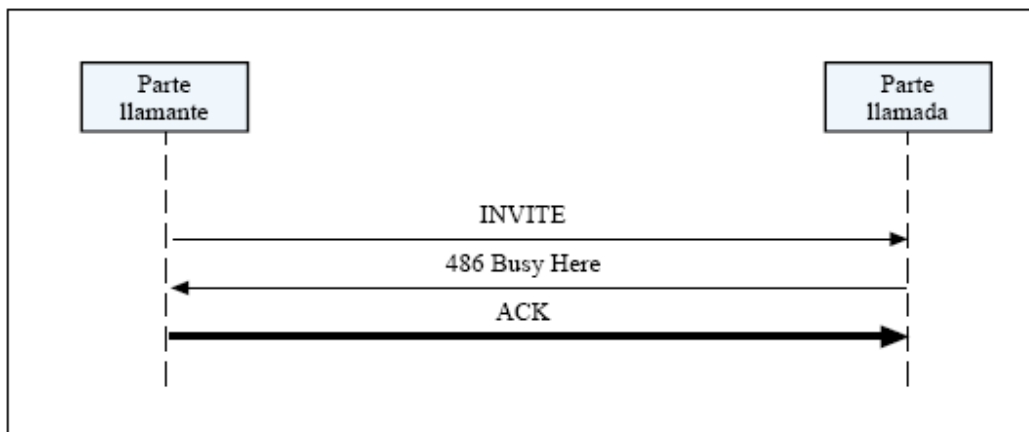 Parte
llamante
Parte
llamada
INVITE
486 Busy Here
ACK